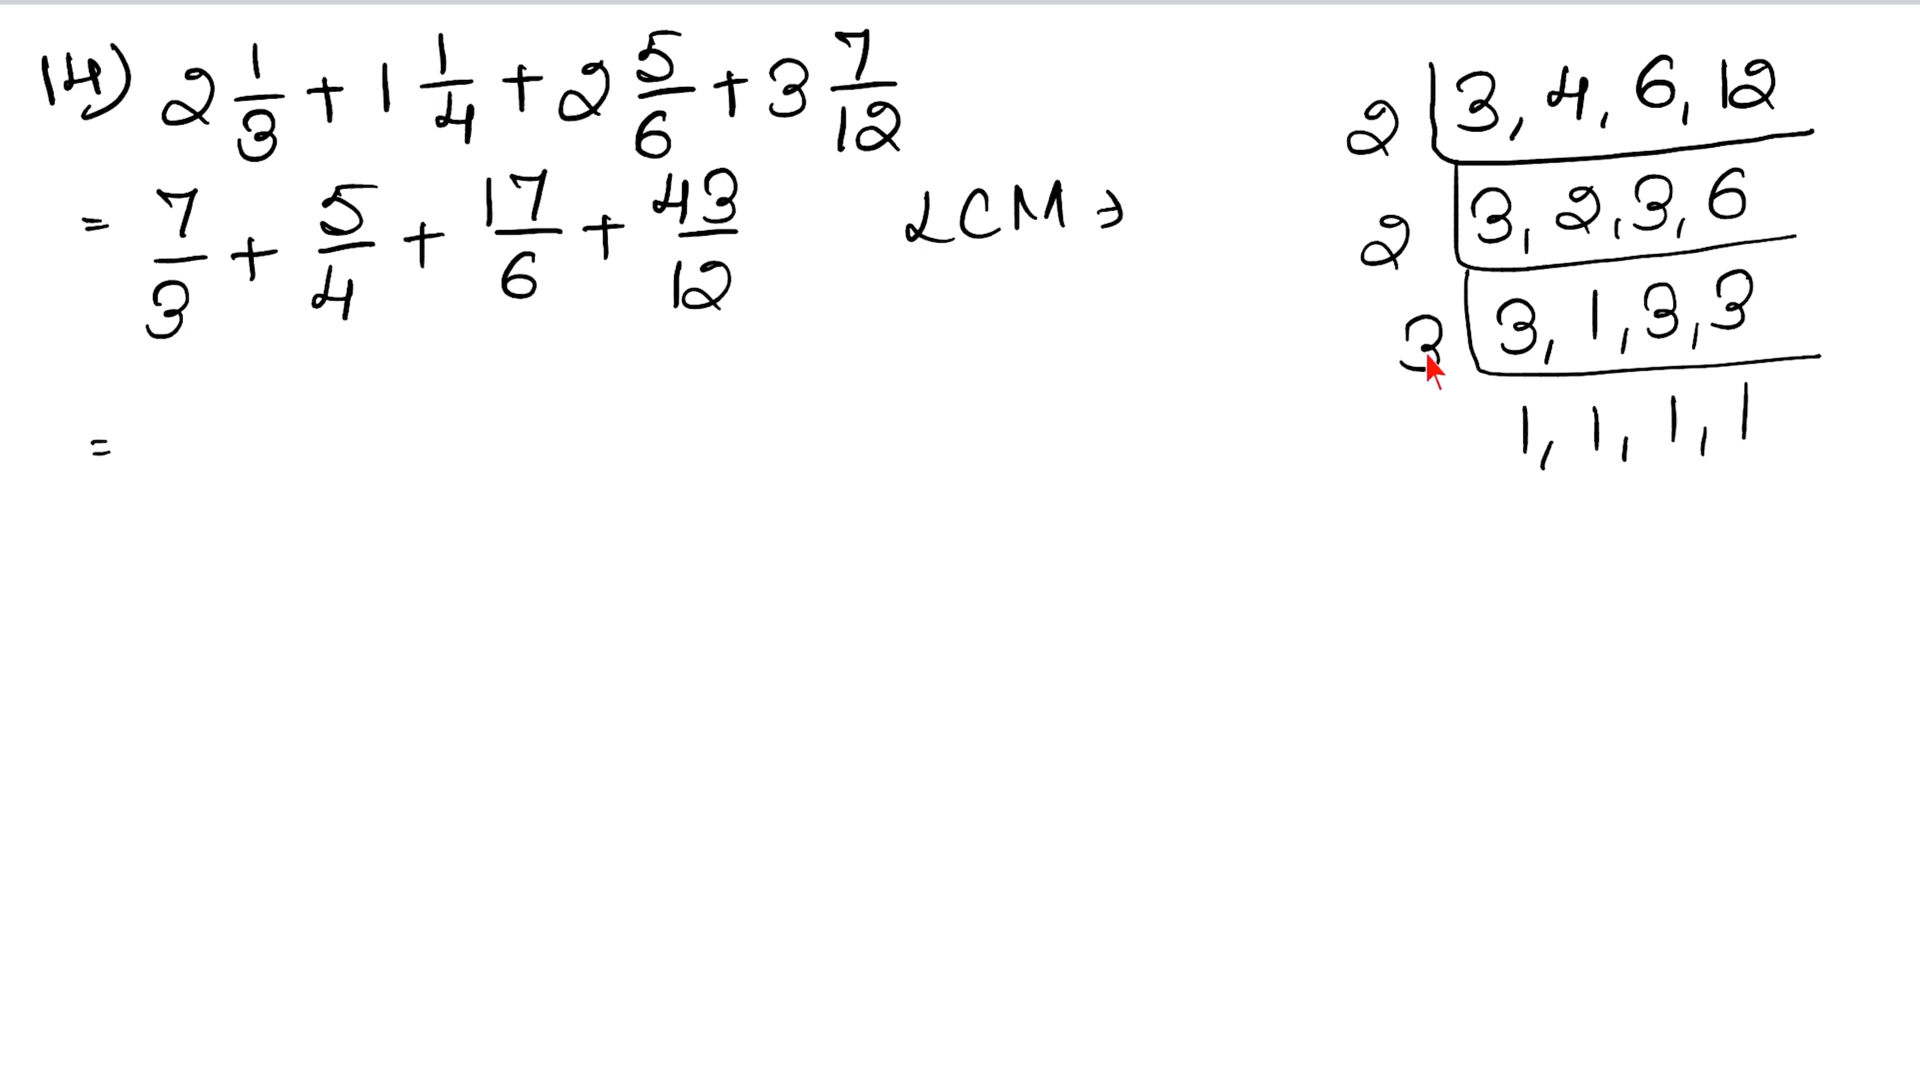 14) 2 1/3 + 1 1/4 + 2 5/6 + 3 7/12
= 7/3 + 5/4 + 17/6 + 43/12
LCM →
=
2 | 3, 4, 6, 12
2 | 3, 2, 3, 6
3 | 3, 1, 3, 3
1, 1, 1, 1